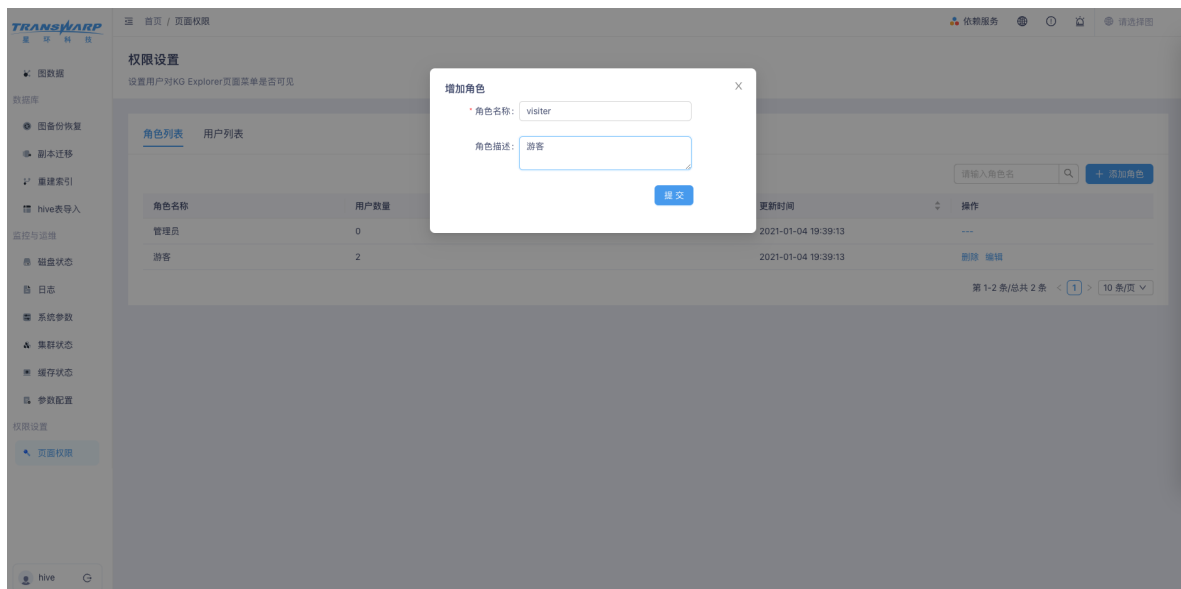 TRANSWARP
星环科技
首页 / 页面权限
依赖服务
请选择图
图数据
数据库
图备份恢复
副本迁移
重建索引
hive表导入
监控与运维
磁盘状态
日志
系统参数
集群状态
缓存状态
参数配置
权限设置
页面权限
hive
权限设置
设置用户对KG Explorer页面菜单是否可见
角色列表 用户列表
请输入角色名
+ 添加角色
角色名称 用户数量 更新时间 操作
管理员 0 2021-01-04 19:39:13 ---
游客 2 2021-01-04 19:39:13 删除 编辑
第 1-2 条/总共 2 条 < 1 > 10 条/页
增加角色
* 角色名称: visiter
角色描述: 游客
提 交